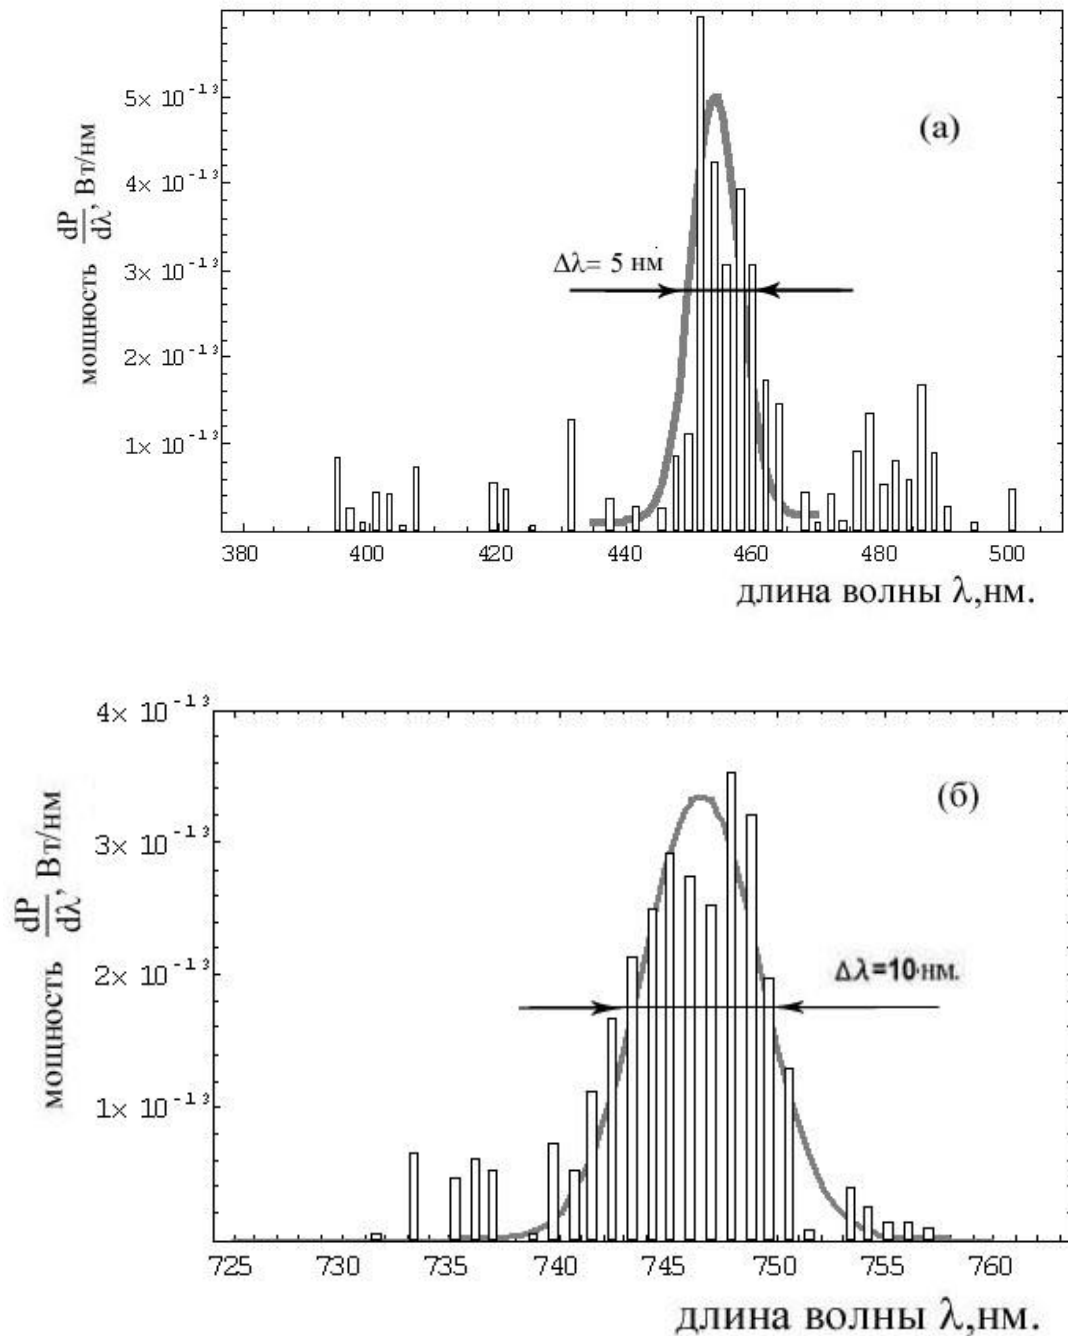 (а)
мощность dP/dλ, Вт/нм
5× 10⁻¹³
4× 10⁻¹³
3× 10⁻¹³
2× 10⁻¹³
1× 10⁻¹³
Δλ= 5 нм
380 400 420 440 460 480 500
длина волны λ,нм.
(б)
мощность dP/dλ, Вт/нм
4× 10⁻¹³
3× 10⁻¹³
2× 10⁻¹³
1× 10⁻¹³
Δλ=10·нм.
725 730 735 740 745 750 755 760
длина волны λ,нм.